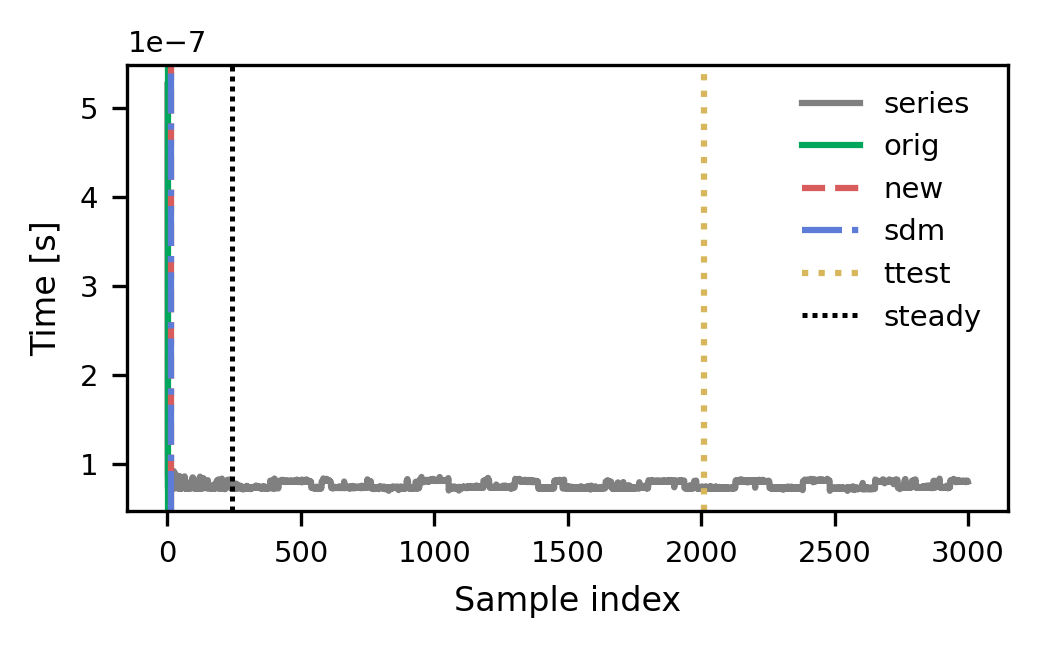 1e−7
5
4
3
2
1
Time [s]
series
orig
new
sdm
ttest
steady
0 500 1000 1500 2000 2500 3000
Sample index